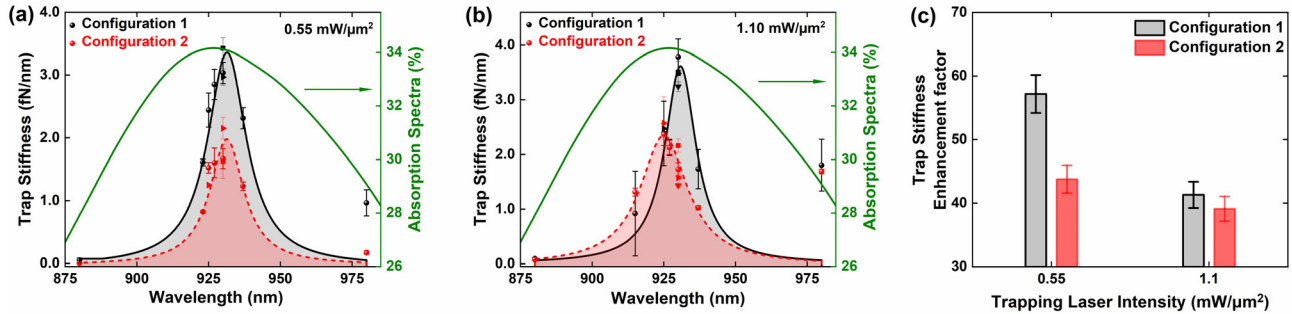 (a)
Configuration 1
Configuration 2
0.55 mW/µm²
Trap Stiffness (fN/nm)
4.0
3.0
2.0
1.0
0.0
Absorption Spectra (%)
34
32
30
28
26
875 900 925 950 975
Wavelength (nm)
(b)
Configuration 1
Configuration 2
1.10 mW/µm²
Trap Stiffness (fN/nm)
4.0
3.0
2.0
1.0
0.0
Absorption Spectra (%)
34
32
30
28
26
875 900 925 950 975
Wavelength (nm)
(c)
Configuration 1
Configuration 2
Trap Stiffness
Enhancement factor
70
60
50
40
30
0.55 1.1
Trapping Laser Intensity (mW/µm²)